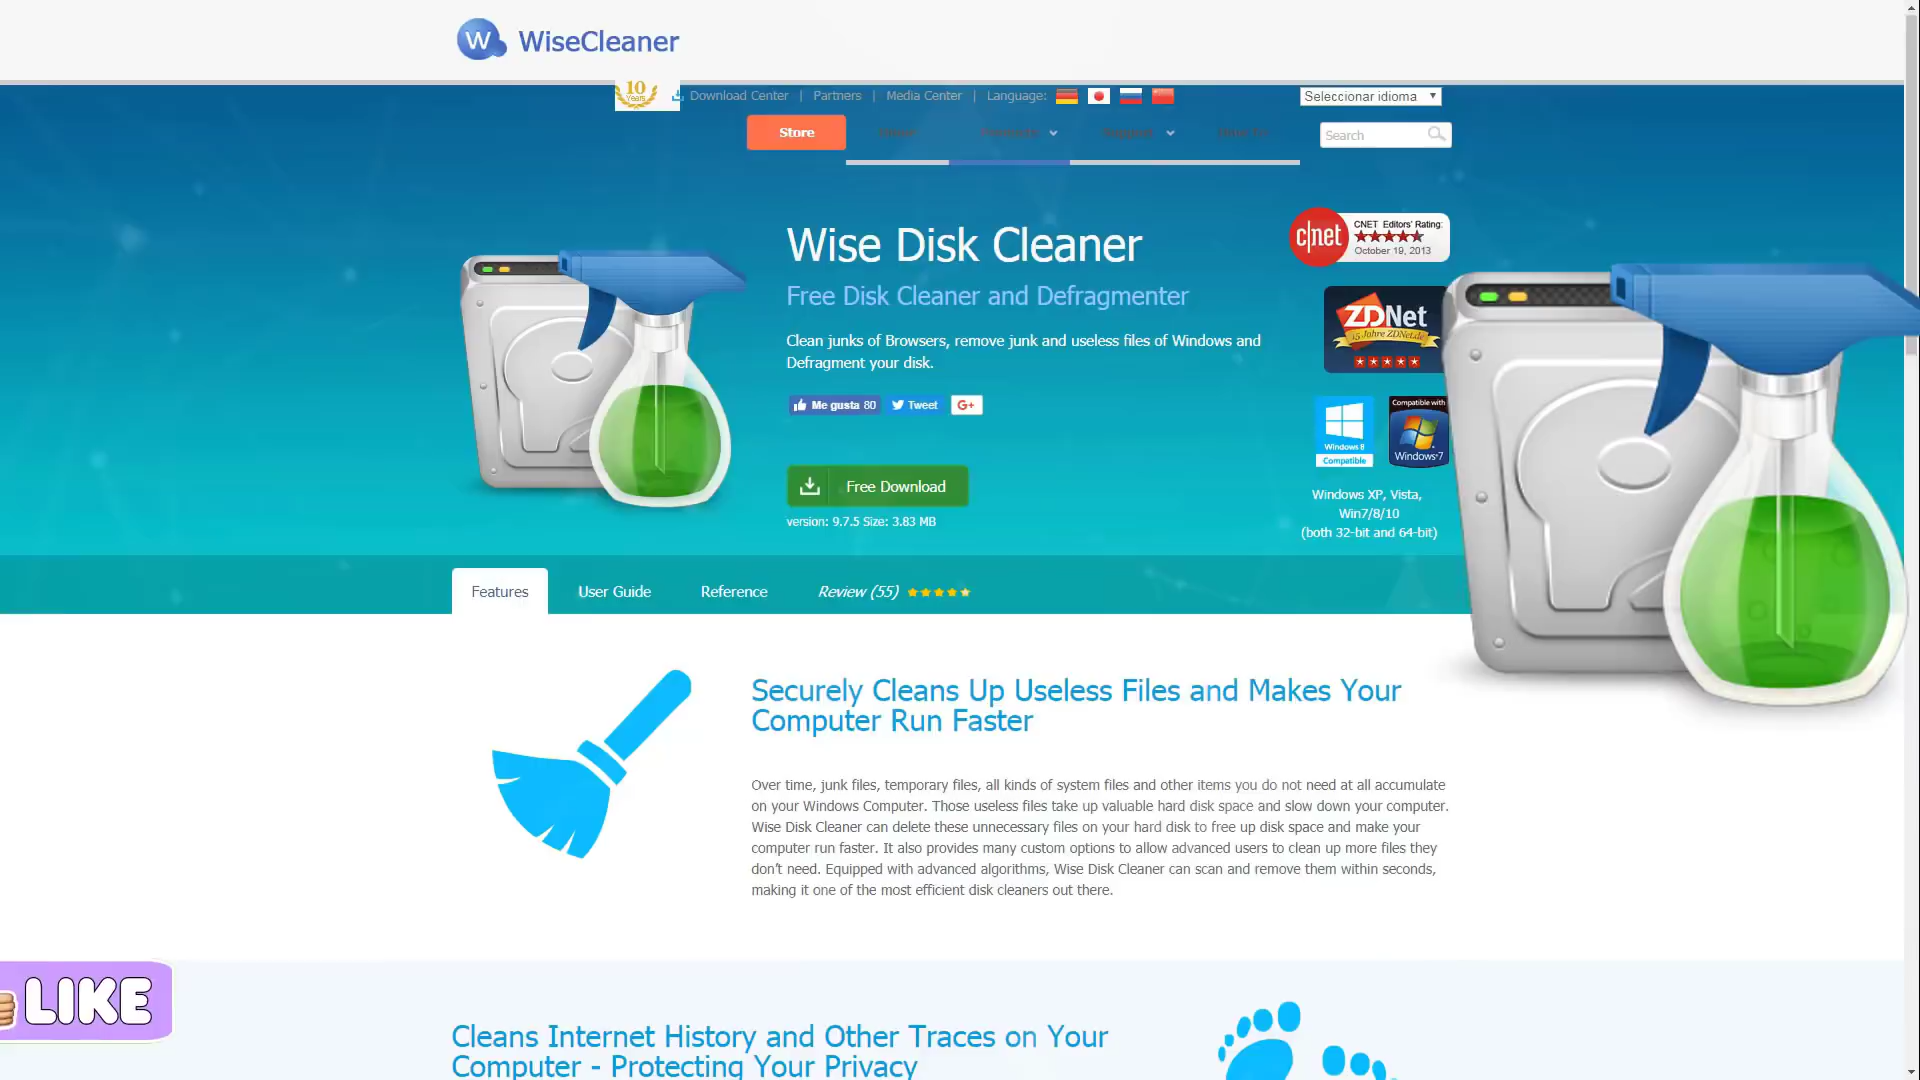 W WiseCleaner
10
Years
Download Center | Partners | Media Center | Language:
Seleccionar idioma
Store
Search
Wise Disk Cleaner
Free Disk Cleaner and Defragmenter
Clean junks of Browsers, remove junk and useless files of Windows and
Defragment your disk.
Me gusta 80
Tweet
G+
Free Download
version: 9.7.5 Size: 3.83 MB
c|net
CNET Editors' Rating:
October 19, 2013
ZDNet
15 Jahre ZDNet.de
Windows 8
Compatible
Compatible with
Windows 7
Windows XP, Vista,
Win7/8/10
(both 32-bit and 64-bit)
Features
User Guide
Reference
Review (55)
Securely Cleans Up Useless Files and Makes Your
Computer Run Faster
Over time, junk files, temporary files, all kinds of system files and other items you do not need at all accumulate
on your Windows Computer. Those useless files take up valuable hard disk space and slow down your computer.
Wise Disk Cleaner can delete these unnecessary files on your hard disk to free up disk space and make your
computer run faster. It also provides many custom options to allow advanced users to clean up more files they
don't need. Equipped with advanced algorithms, Wise Disk Cleaner can scan and remove them within seconds,
making it one of the most efficient disk cleaners out there.
LIKE
Cleans Internet History and Other Traces on Your
Computer - Protecting Your Privacy